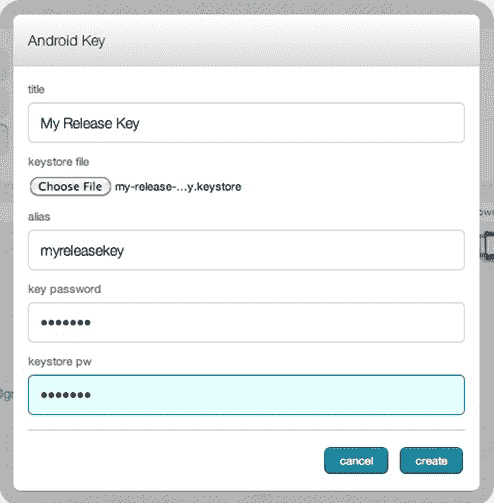 Android Key
title
My Release Key
keystore file
Choose File my-release-...y.keystore
alias
myreleasekey
key password
•••••••
keystore pw
•••••••
cancel create